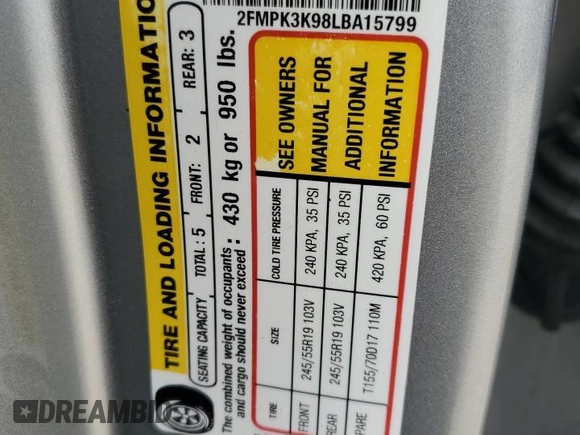 2FMPK3K98LBA15799
TIRE AND LOADING INFORMATION
SEATING CAPACITY TOTAL: 5 FRONT: 2 REAR: 3
The combined weight of occupants
and cargo should never exceed : 430 kg or 950 lbs.
TIRE SIZE COLD TIRE PRESSURE
FRONT 245/55R19 103V 240 KPA, 35 PSI
REAR 245/55R19 103V 240 KPA, 35 PSI
SPARE T155/70D17 110M 420 KPA, 60 PSI
SEE OWNERS
MANUAL FOR
ADDITIONAL
INFORMATION
DREAMBID